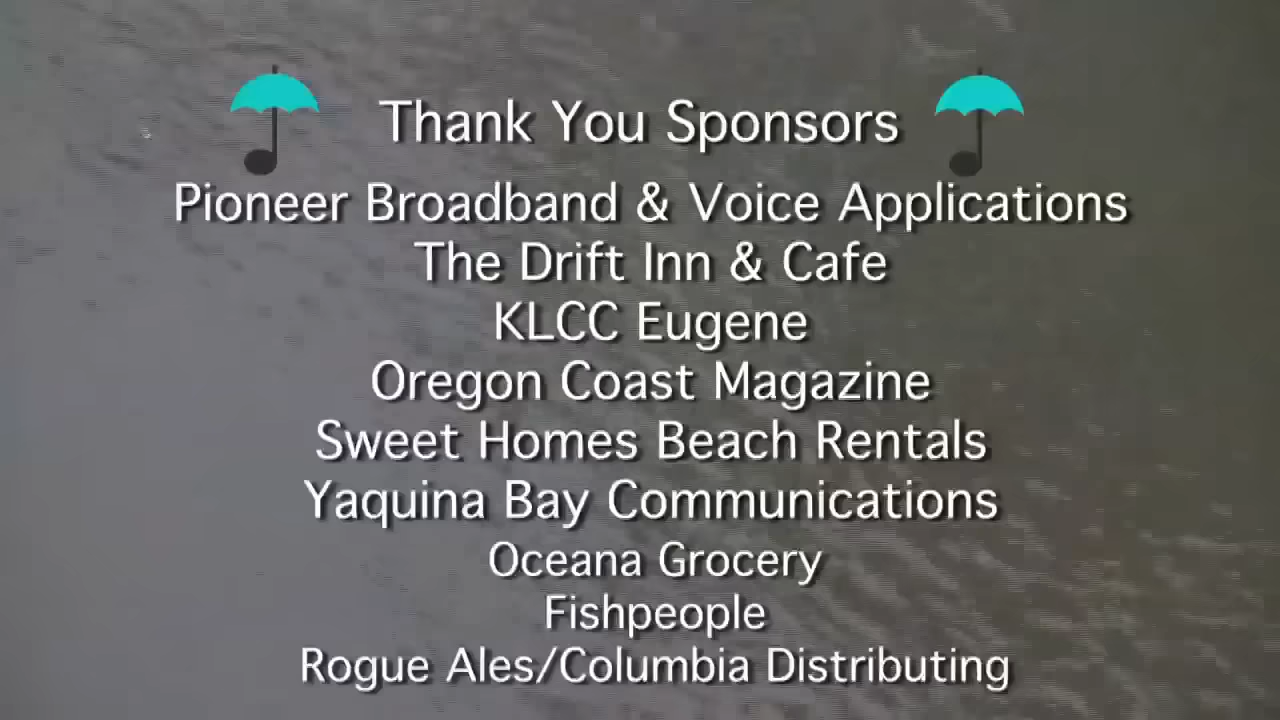 Thank You Sponsors
Pioneer Broadband & Voice Applications
The Drift Inn & Cafe
KLCC Eugene
Oregon Coast Magazine
Sweet Homes Beach Rentals
Yaquina Bay Communications
Oceana Grocery
Fishpeople
Rogue Ales/Columbia Distributing